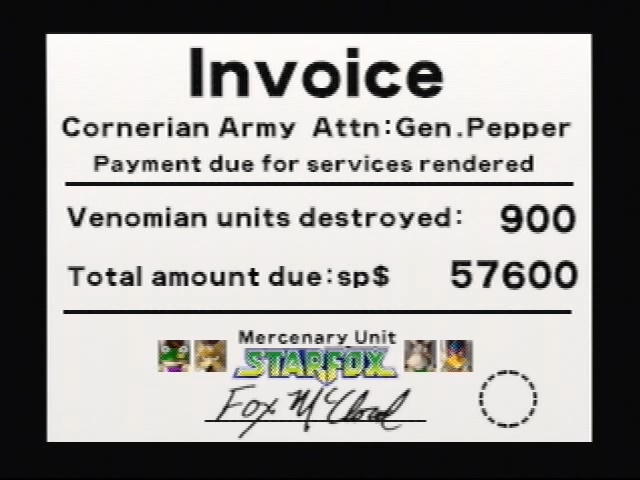 Invoice
Cornerian Army Attn:Gen.Pepper
Payment due for services rendered
Venomian units destroyed: 900
Total amount due:sp$ 57600
Mercenary Unit
STARFOX
Fox McCloud